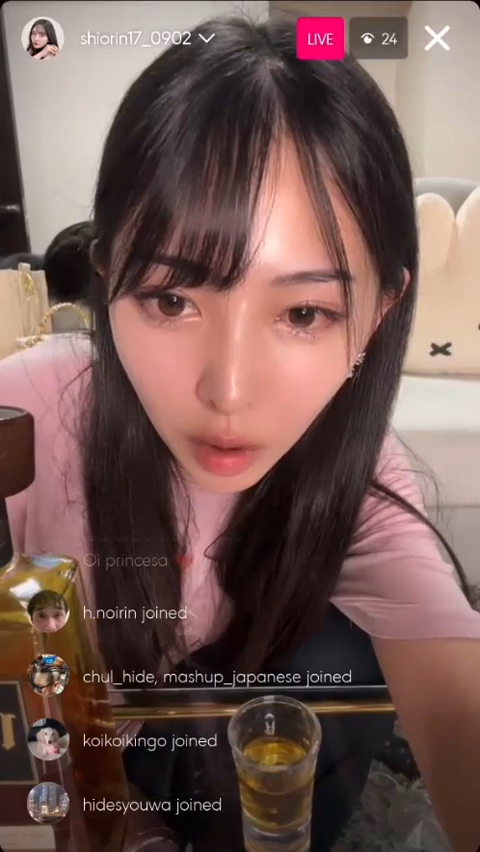 shiorin17_0902
LIVE
24
Oi princesa ❤️
h.noirin joined
chul_hide, mashup_japanese joined
koikoikingo joined
hidesyouwa joined